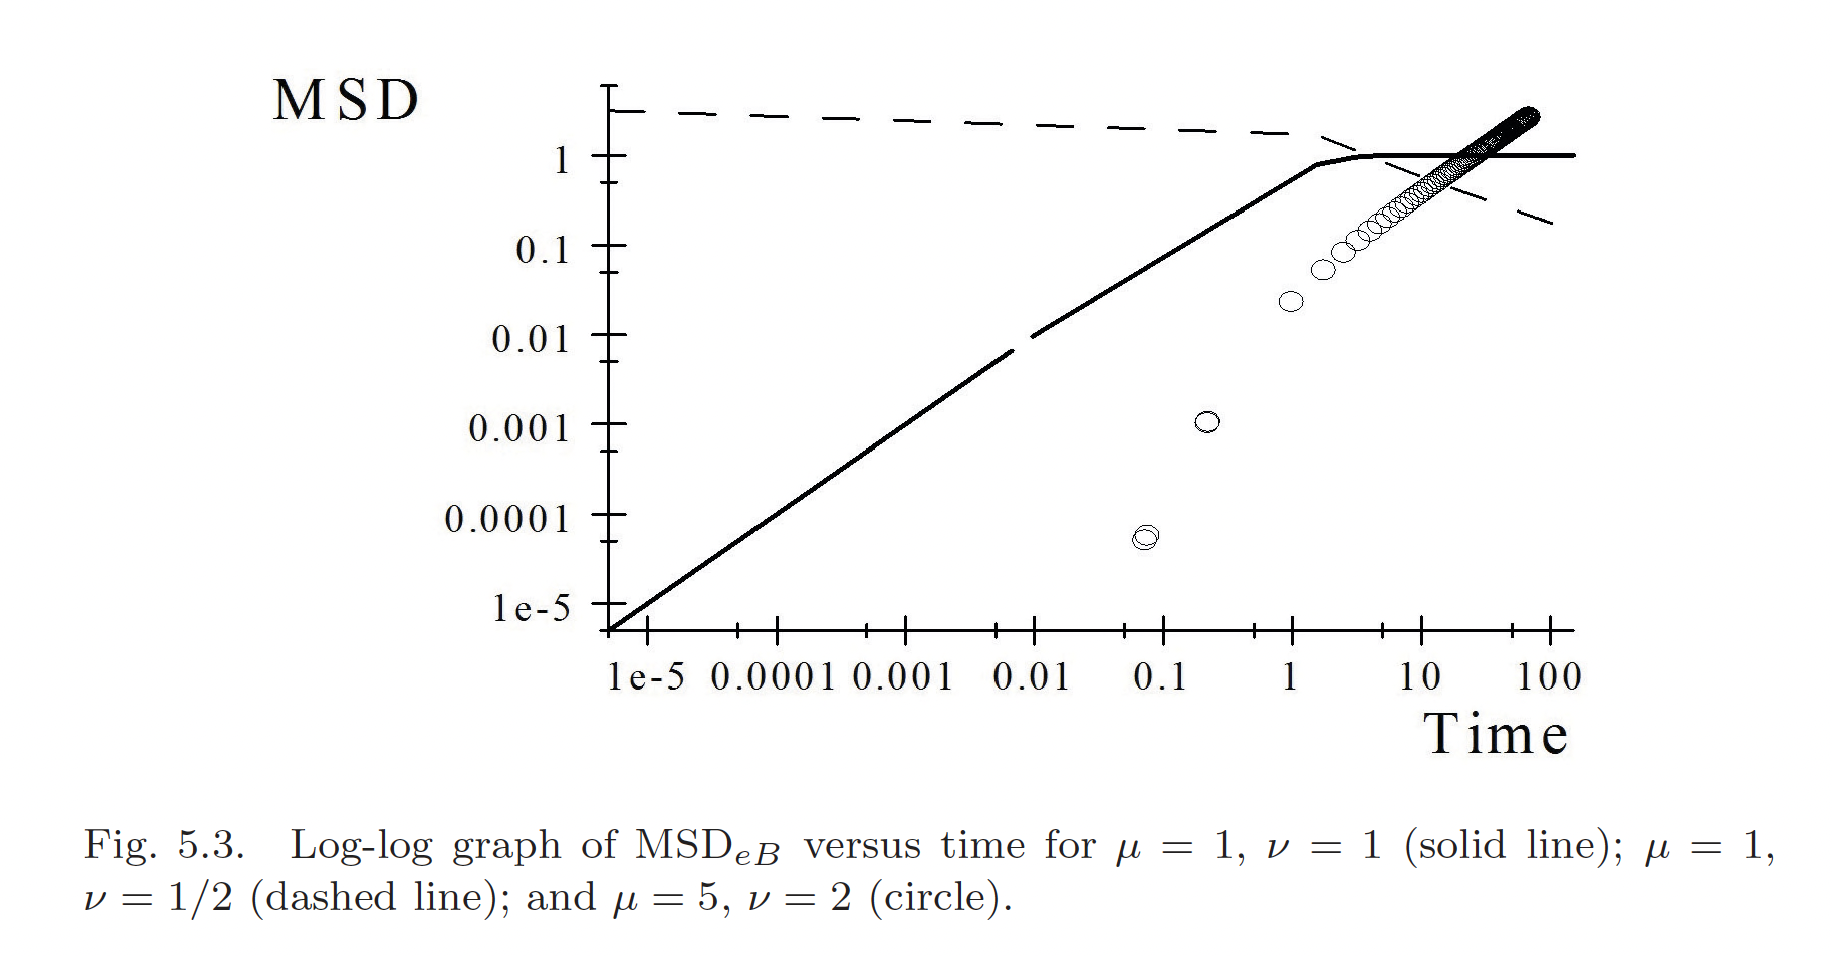 MSD
1
0.1
0.01
0.001
0.0001
1e-5
1e-5 0.0001 0.001 0.01 0.1 1 10 100
Time
Fig. 5.3. Log-log graph of MSD_{eB} versus time for μ = 1, ν = 1 (solid line); μ = 1,
ν = 1/2 (dashed line); and μ = 5, ν = 2 (circle).